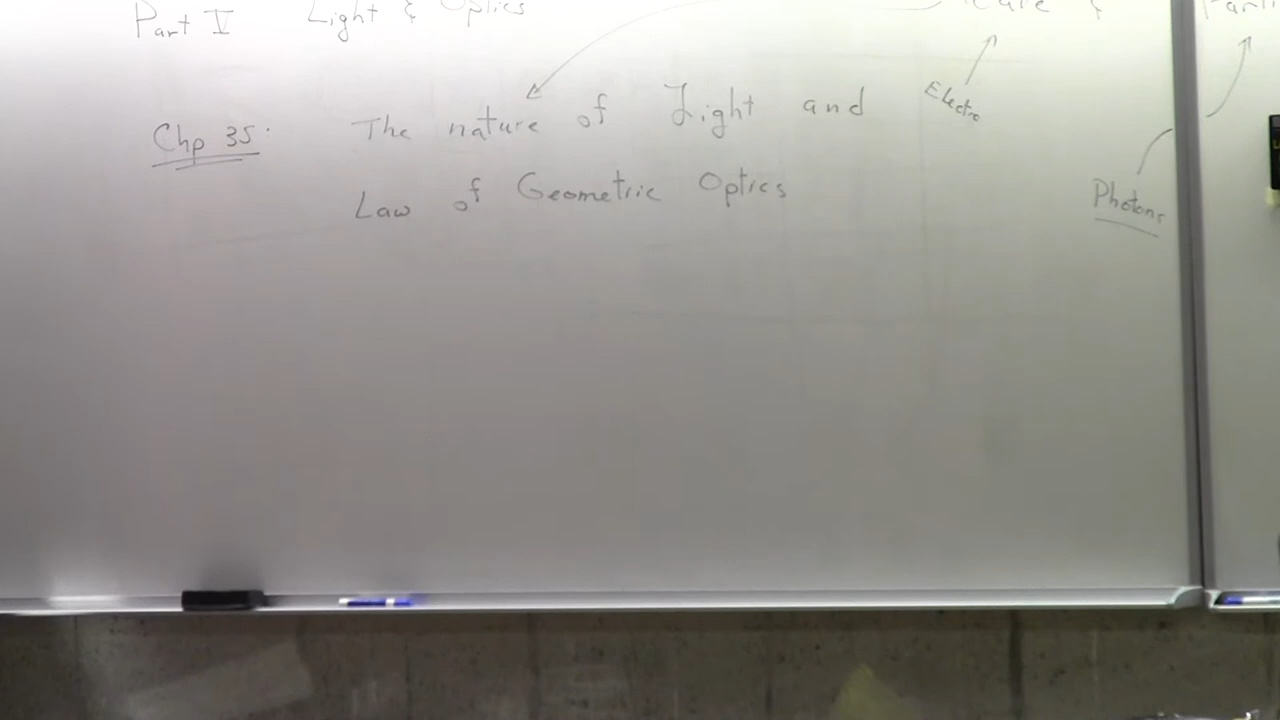 Part V Light & Optics
Chp 35: The nature of Light and
Law of Geometric Optics
Electro
Photons